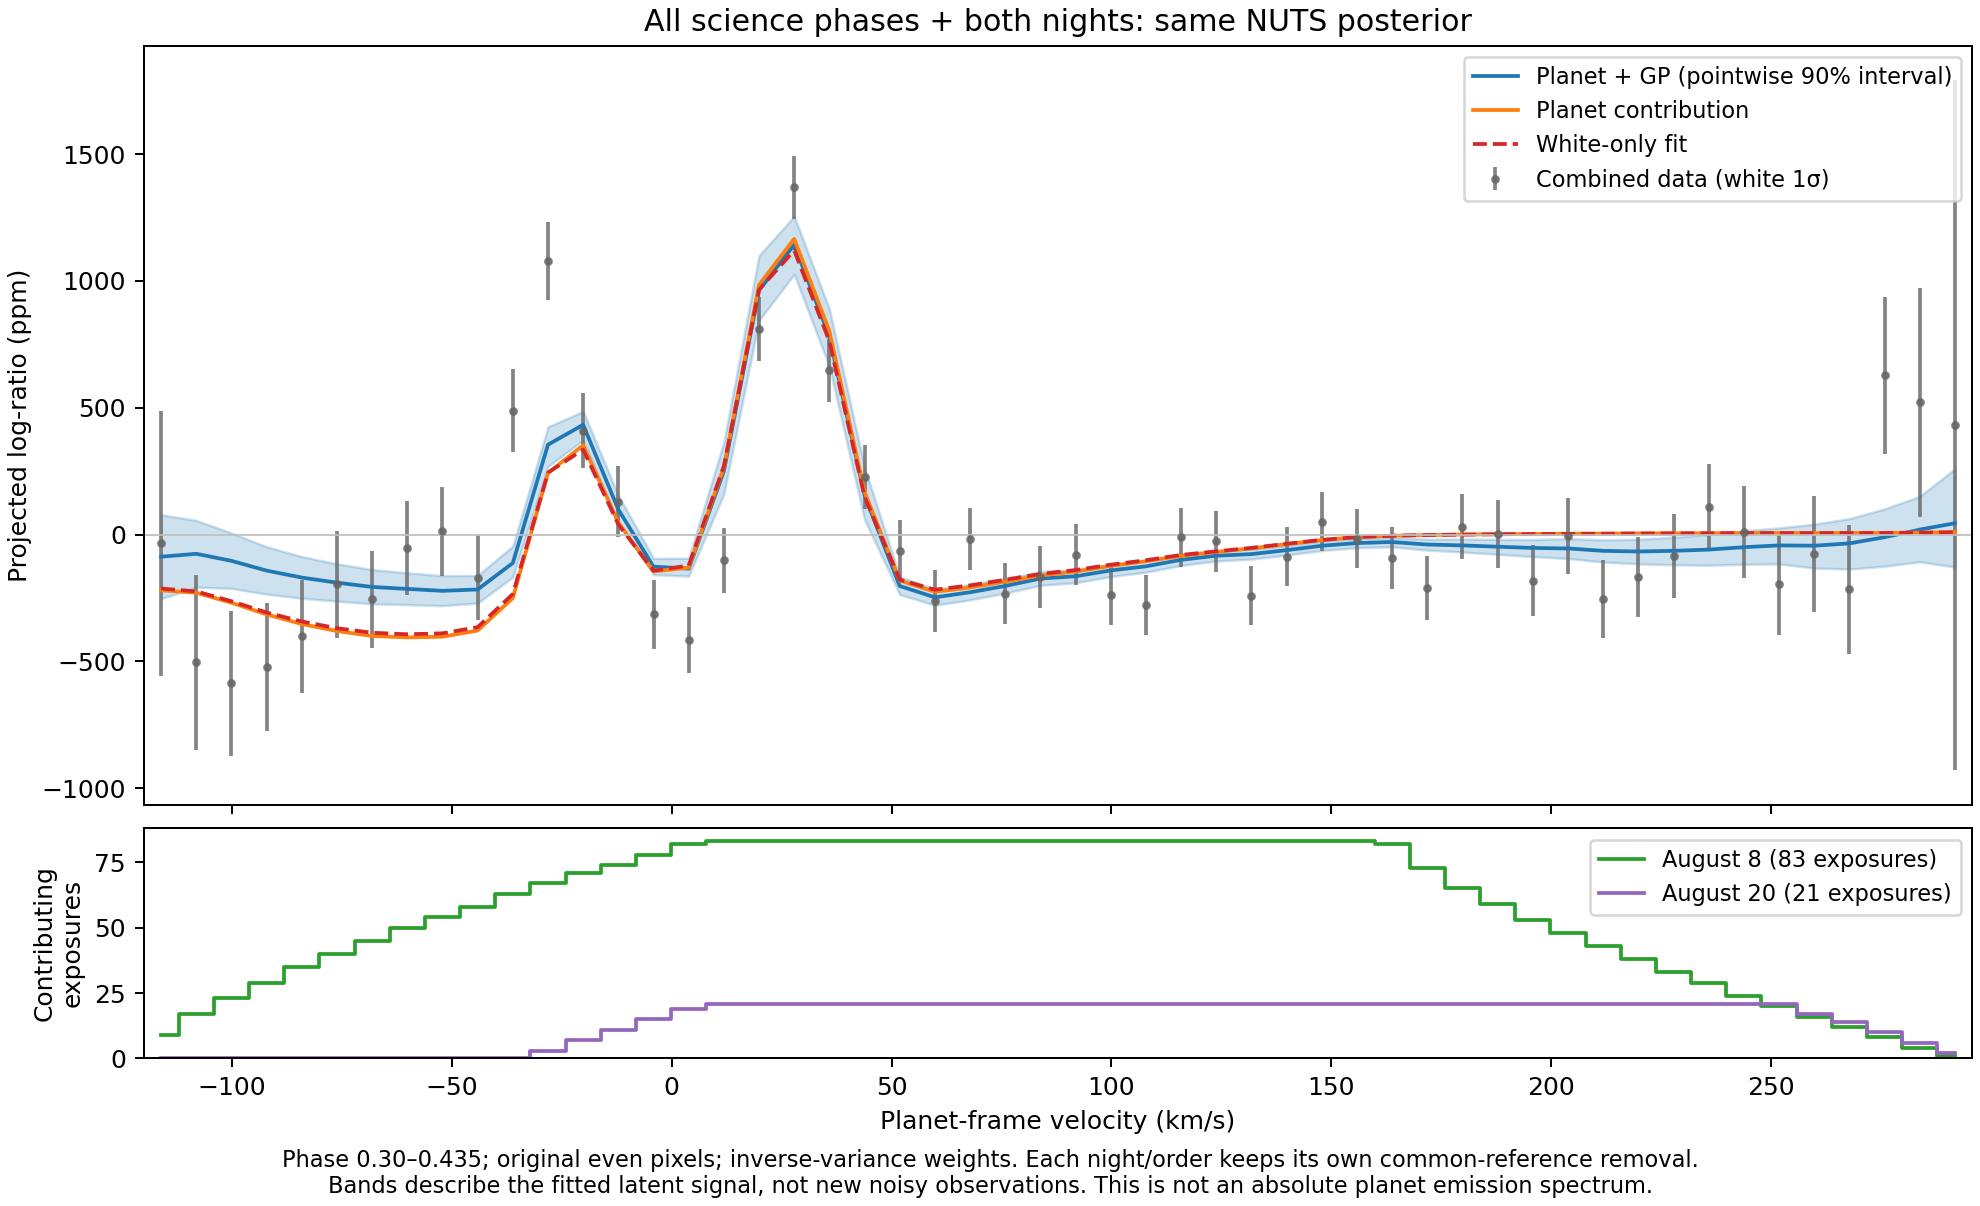 All science phases + both nights: same NUTS posterior
Projected log-ratio (ppm)
1500
1000
500
0
−500
−1000
Planet + GP (pointwise 90% interval)
Planet contribution
White-only fit
Combined data (white 1σ)
Contributing
exposures
75
50
25
0
August 8 (83 exposures)
August 20 (21 exposures)
−100
−50
0
50
100
150
200
250
Planet-frame velocity (km/s)
Phase 0.30–0.435; original even pixels; inverse-variance weights. Each night/order keeps its own common-reference removal.
Bands describe the fitted latent signal, not new noisy observations. This is not an absolute planet emission spectrum.